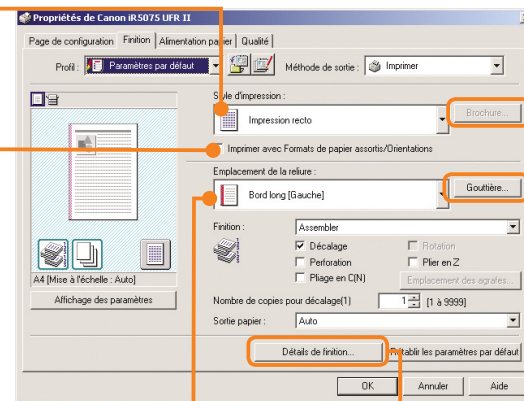 Propriétés de Canon iR5075 UFR II
Page de configuration Finition Alimentation papier Qualité
Profil : Paramètres par défaut Méthode de sortie : Imprimer
Style d'impression :
Impression recto Brochure...
Imprimer avec Formats de papier assortis/Orientations
Emplacement de la reliure :
Bord long [Gauche] Gouttière...
Finition : Assembler
Décalage Rotation
Perforation Plier en Z
Pliage en C(N) Emplacement des agrafes...
A4 [Mise à l'échelle : Auto]
Affichage des paramètres
Nombre de copies pour décalage(1) 1 [1 à 9999]
Sortie papier : Auto
Détails de finition... Rétablir les paramètres par défaut
OK Annuler Aide